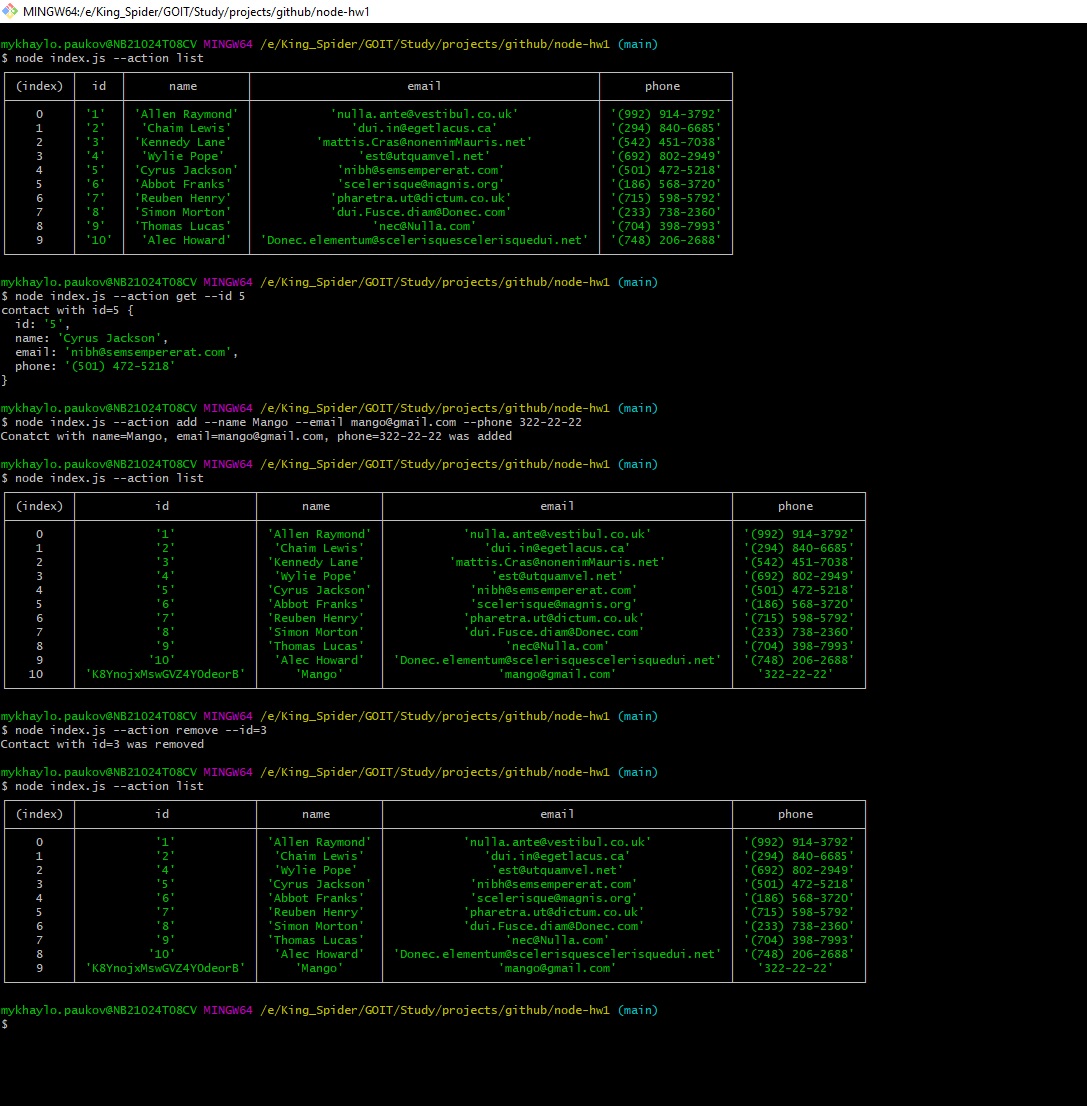 MINGW64:/e/King_Spider/GOIT/Study/projects/github/node-hw1
mykhaylo.paukov@NB21O24TO8CV MINGW64 /e/King_Spider/GOIT/Study/projects/github/node-hw1 (main)
$ node index.js --action list
(index) id name email phone
0 '1' 'Allen Raymond' 'nulla.ante@vestibul.co.uk' '(992) 914-3792'
1 '2' 'Chaim Lewis' 'dui.in@egetlacus.ca' '(294) 840-6685'
2 '3' 'Kennedy Lane' 'mattis.Cras@nonenimMauris.net' '(542) 451-7038'
3 '4' 'Wylie Pope' 'est@utquamvel.net' '(692) 802-2949'
4 '5' 'Cyrus Jackson' 'nibh@semsempererat.com' '(501) 472-5218'
5 '6' 'Abbot Franks' 'scelerisque@magnis.org' '(186) 568-3720'
6 '7' 'Reuben Henry' 'pharetra.ut@dictum.co.uk' '(715) 598-5792'
7 '8' 'Simon Morton' 'dui.Fusce.diam@Donec.com' '(233) 738-2360'
8 '9' 'Thomas Lucas' 'nec@Nulla.com' '(704) 398-7993'
9 '10' 'Alec Howard' 'Donec.elementum@scelerisquescelerisquedui.net' '(748) 206-2688'
mykhaylo.paukov@NB21O24TO8CV MINGW64 /e/King_Spider/GOIT/Study/projects/github/node-hw1 (main)
$ node index.js --action get --id 5
contact with id=5 {
id: '5',
name: 'Cyrus Jackson',
email: 'nibh@semsempererat.com',
phone: '(501) 472-5218'
}
mykhaylo.paukov@NB21O24TO8CV MINGW64 /e/King_Spider/GOIT/Study/projects/github/node-hw1 (main)
$ node index.js --action add --name Mango --email mango@gmail.com --phone 322-22-22
Conatct with name=Mango, email=mango@gmail.com, phone=322-22-22 was added
mykhaylo.paukov@NB21O24TO8CV MINGW64 /e/King_Spider/GOIT/Study/projects/github/node-hw1 (main)
$ node index.js --action list
(index) id name email phone
0 '1' 'Allen Raymond' 'nulla.ante@vestibul.co.uk' '(992) 914-3792'
1 '2' 'Chaim Lewis' 'dui.in@egetlacus.ca' '(294) 840-6685'
2 '3' 'Kennedy Lane' 'mattis.Cras@nonenimMauris.net' '(542) 451-7038'
3 '4' 'Wylie Pope' 'est@utquamvel.net' '(692) 802-2949'
4 '5' 'Cyrus Jackson' 'nibh@semsempererat.com' '(501) 472-5218'
5 '6' 'Abbot Franks' 'scelerisque@magnis.org' '(186) 568-3720'
6 '7' 'Reuben Henry' 'pharetra.ut@dictum.co.uk' '(715) 598-5792'
7 '8' 'Simon Morton' 'dui.Fusce.diam@Donec.com' '(233) 738-2360'
8 '9' 'Thomas Lucas' 'nec@Nulla.com' '(704) 398-7993'
9 '10' 'Alec Howard' 'Donec.elementum@scelerisquescelerisquedui.net' '(748) 206-2688'
10 'K8YnojxMswGVZ4YOdeorB' 'Mango' 'mango@gmail.com' '322-22-22'
mykhaylo.paukov@NB21O24TO8CV MINGW64 /e/King_Spider/GOIT/Study/projects/github/node-hw1 (main)
$ node index.js --action remove --id=3
Contact with id=3 was removed
mykhaylo.paukov@NB21O24TO8CV MINGW64 /e/King_Spider/GOIT/Study/projects/github/node-hw1 (main)
$ node index.js --action list
(index) id name email phone
0 '1' 'Allen Raymond' 'nulla.ante@vestibul.co.uk' '(992) 914-3792'
1 '2' 'Chaim Lewis' 'dui.in@egetlacus.ca' '(294) 840-6685'
2 '4' 'Wylie Pope' 'est@utquamvel.net' '(692) 802-2949'
3 '5' 'Cyrus Jackson' 'nibh@semsempererat.com' '(501) 472-5218'
4 '6' 'Abbot Franks' 'scelerisque@magnis.org' '(186) 568-3720'
5 '7' 'Reuben Henry' 'pharetra.ut@dictum.co.uk' '(715) 598-5792'
6 '8' 'Simon Morton' 'dui.Fusce.diam@Donec.com' '(233) 738-2360'
7 '9' 'Thomas Lucas' 'nec@Nulla.com' '(704) 398-7993'
8 '10' 'Alec Howard' 'Donec.elementum@scelerisquescelerisquedui.net' '(748) 206-2688'
9 'K8YnojxMswGVZ4YOdeorB' 'Mango' 'mango@gmail.com' '322-22-22'
mykhaylo.paukov@NB21O24TO8CV MINGW64 /e/King_Spider/GOIT/Study/projects/github/node-hw1 (main)
$